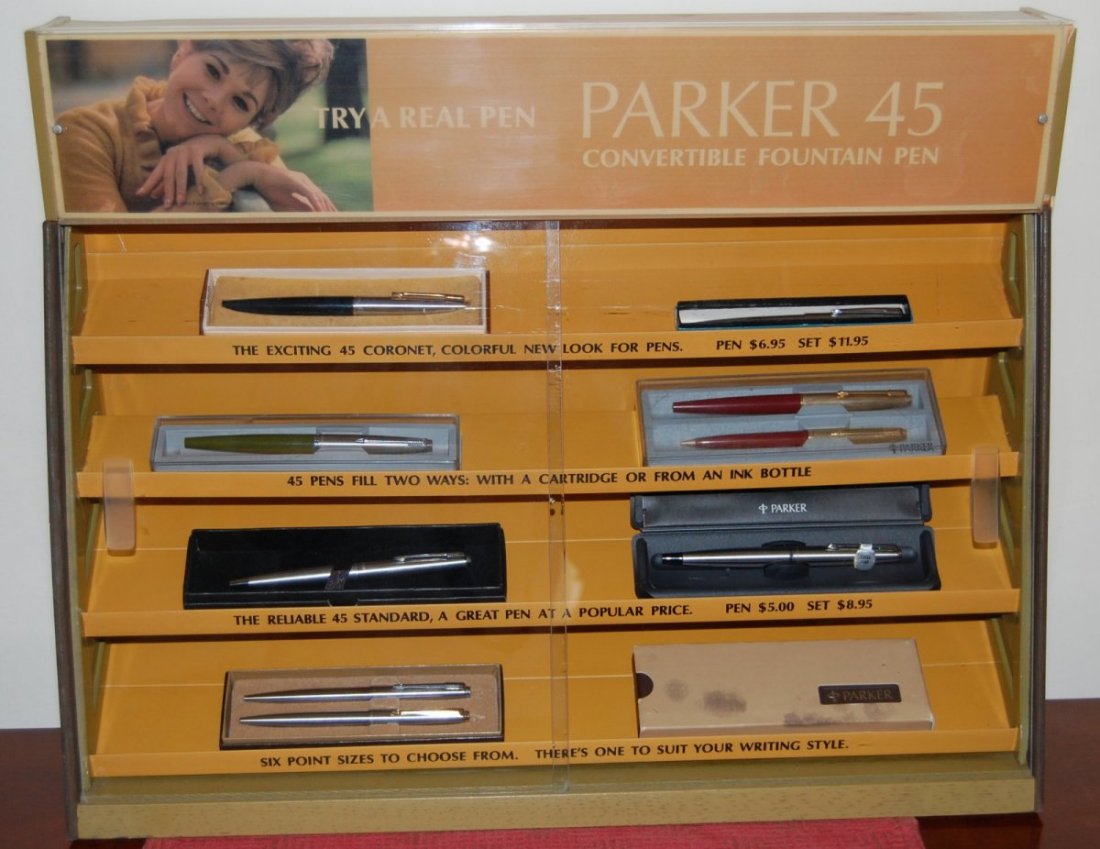 TRY A REAL PEN
PARKER 45
CONVERTIBLE FOUNTAIN PEN
THE EXCITING 45 CORONET, COLORFUL NEW LOOK FOR PENS. PEN $6.95 SET $11.95
PARKER
45 PENS FILL TWO WAYS: WITH A CARTRIDGE OR FROM AN INK BOTTLE
PARKER
THE RELIABLE 45 STANDARD, A GREAT PEN AT A POPULAR PRICE. PEN $5.00 SET $8.95
PARKER
SIX POINT SIZES TO CHOOSE FROM. THERE'S ONE TO SUIT YOUR WRITING STYLE.